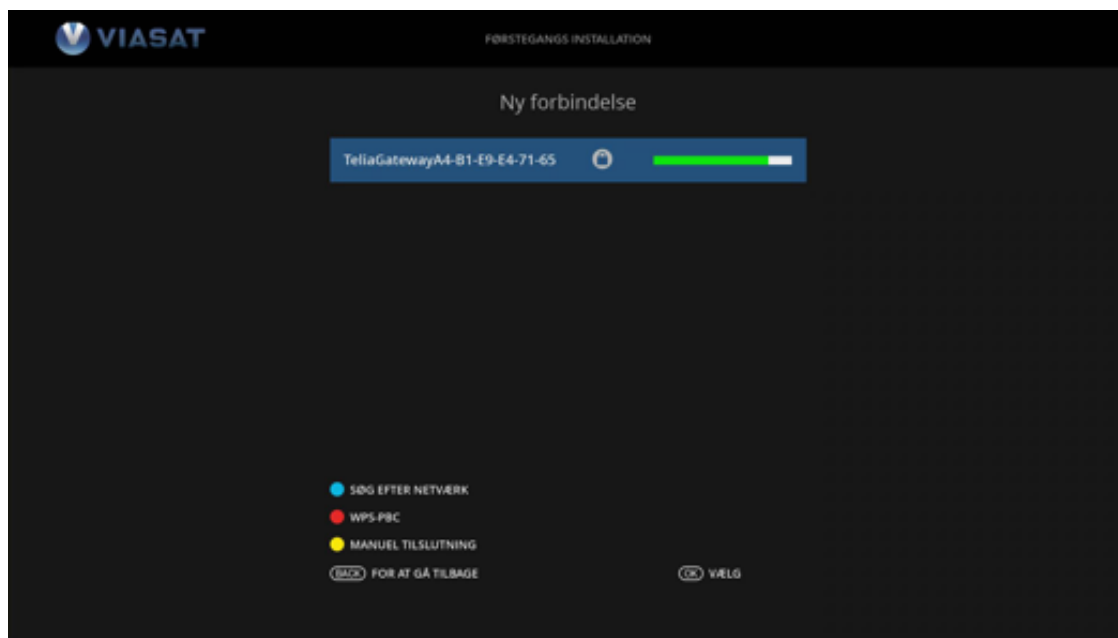 VIASAT
FØRSTEGANGS INSTALLATION
Ny forbindelse
TeliaGatewayA4-B1-E9-E4-71-65
SØG EFTER NETVÆRK
WPS-PBC
MANUEL TILSLUTNING
BACK FOR AT GÅ TILBAGE
OK VÆLG